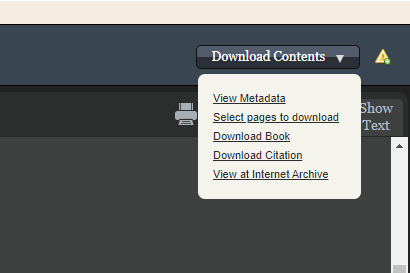 Download Contents
View Metadata
Select pages to download
Download Book
Download Citation
View at Internet Archive
Show
Text